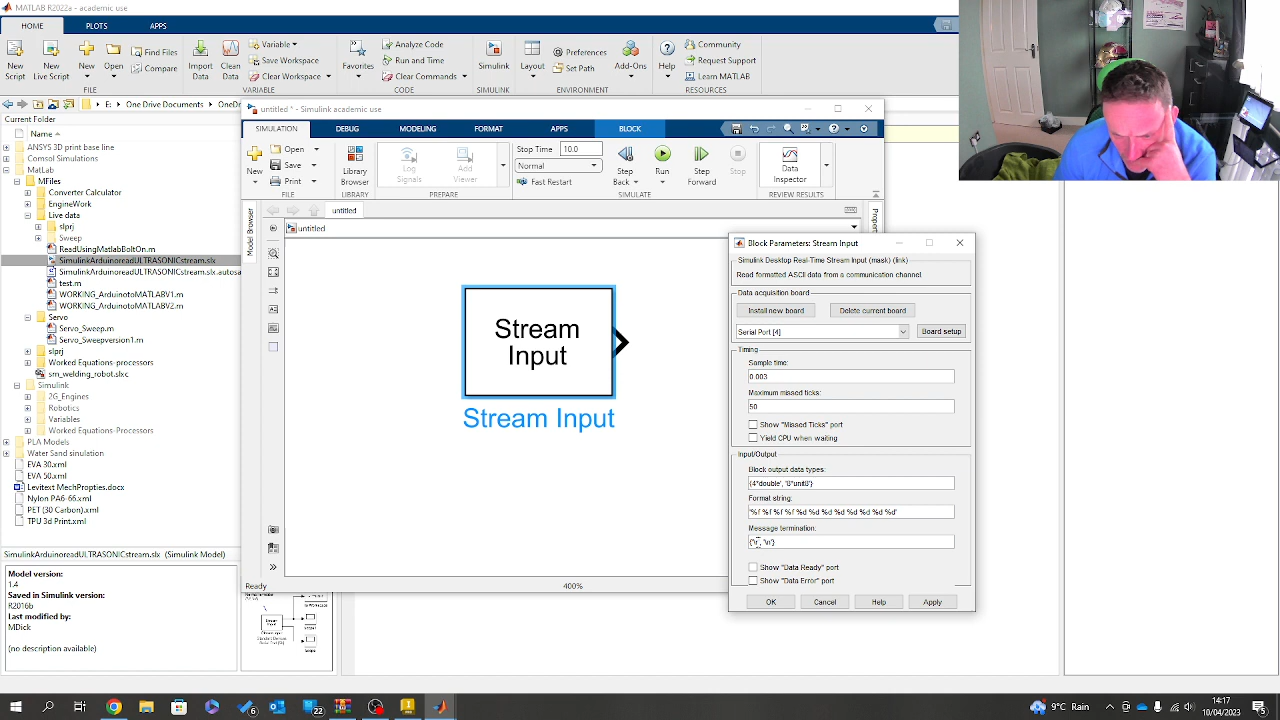 MATLAB R2022a - academic use
HOME PLOTS APPS
New Script
New Live Script
New
Open
Find Files
Compare
Import Data
Clean Data
Variable
Save Workspace
Clear Workspace
Favorites
Analyze Code
Run and Time
Clear Commands
Simulink
Layout
Preferences
Set Path
Add-Ons
Help
Community
Request Support
Learn MATLAB
FILE VARIABLE CODE SIMULINK ENVIRONMENT RESOURCES
E: One Drive Documents OneDr
Current Folder
Name
ANSYS 3D print base line
Comsol Simulations
MatLab
MFiles
Converter Calculator
EngineWork
Live data
slprj
Sweep
ReadUsingMatlabBoltOn.m
SimulinkArduinoreadULTRASONICstream.slx
SimulinkArduinoreadULTRASONICstream.slx.autosa
test.m
WORKING_ArduinotoMATLABV1.m
WORKING_ArduinotoMATLABV2.m
Servo
Servo_Sweep.m
Servo_Sweepversion1.m
slprj
Worked Equations-Processors
sm_welding_robot.slxc
Simulink
2G_Engines
Robotics
Variables
Worked Equations-Processors
PLA Models
Water Sand simulation
EVA 30.xml
EVA 50.xml
Levitect MechPropties.docx
Nylon PA6-66.xml
PET (30 Carbon).xml
TPU 3d Print.xml
SimulinkArduinoreadULTRASONICstream.slx (Simulink Model)
Model version:
1.4
Saved in Simulink version:
R2016b
Last modified by:
MDick
(no description available)
untitled * - Simulink academic use
SIMULATION DEBUG MODELING FORMAT APPS BLOCK
New
Open
Save
Print
Library Browser
Log Signals
Add Viewer
Stop Time 10.0
Normal
Fast Restart
Step Back
Run
Step Forward
Stop
Data Inspector
FILE LIBRARY PREPARE SIMULATE REVIEW RESULTS
untitled
untitled
Model Browser
Stream
Input
Stream Input
Ready 400%
Block Parameters: Stream Input
Simulink Desktop Real-Time Stream Input (mask) (link)
Read formatted ASCII data from a communication channel.
Data acquisition board
Install new board Delete current board
Serial Port [4] Board setup
Timing
Sample time:
0.003
Maximum missed ticks:
50
Show "Missed Ticks" port
Yield CPU when waiting
Input/Output
Block output data types:
{'4*double', '8*unit8'}
Format string:
'%f %f %f %f %d %d %d %d %d %d %d %d'
Message termination:
{'\r', '\n'}
Show "Data Ready" port
Show "Data Error" port
OK Cancel Help Apply
9°C Rain
14:17
10/04/2023